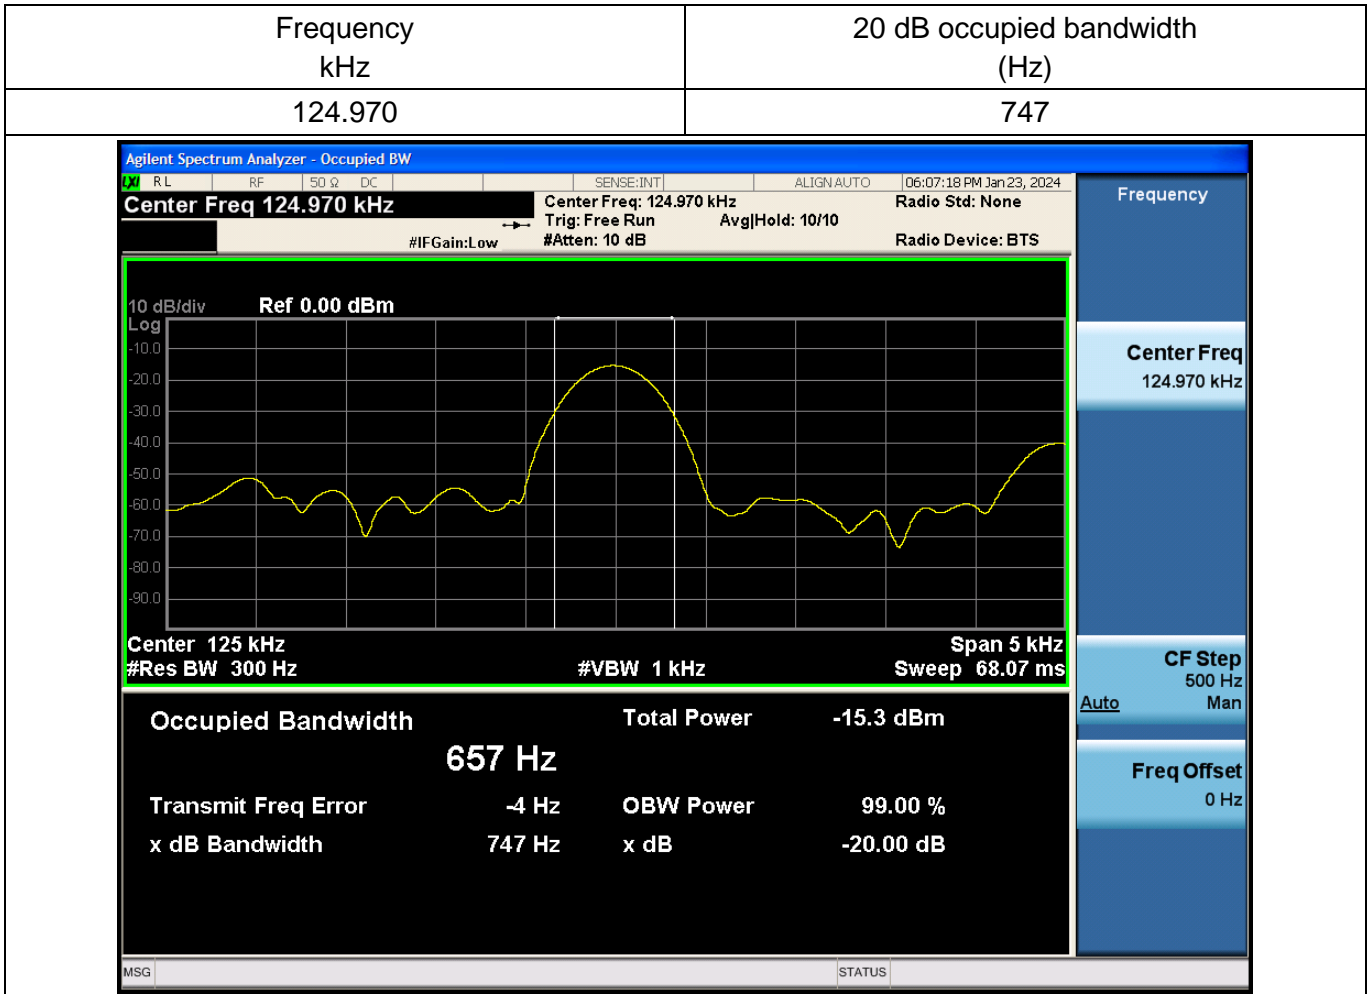 Frequency
kHz
20 dB occupied bandwidth
(Hz)
124.970
747
Agilent Spectrum Analyzer - Occupied BW
LXI RL RF 50 Ω DC SENSE:INT ALIGN AUTO 06:07:18 PM Jan 23, 2024
Center Freq 124.970 kHz
Center Freq: 124.970 kHz
Radio Std: None
Trig: Free Run Avg|Hold: 10/10
#IFGain:Low
#Atten: 10 dB
Radio Device: BTS
10 dB/div Ref 0.00 dBm
Log
-10.0
-20.0
-30.0
-40.0
-50.0
-60.0
-70.0
-80.0
-90.0
Center 125 kHz Span 5 kHz
#Res BW 300 Hz #VBW 1 kHz Sweep 68.07 ms
Occupied Bandwidth Total Power -15.3 dBm
657 Hz
Transmit Freq Error -4 Hz OBW Power 99.00 %
x dB Bandwidth 747 Hz x dB -20.00 dB
MSG STATUS
Frequency
Center Freq
124.970 kHz
CF Step
500 Hz
Auto Man
Freq Offset
0 Hz